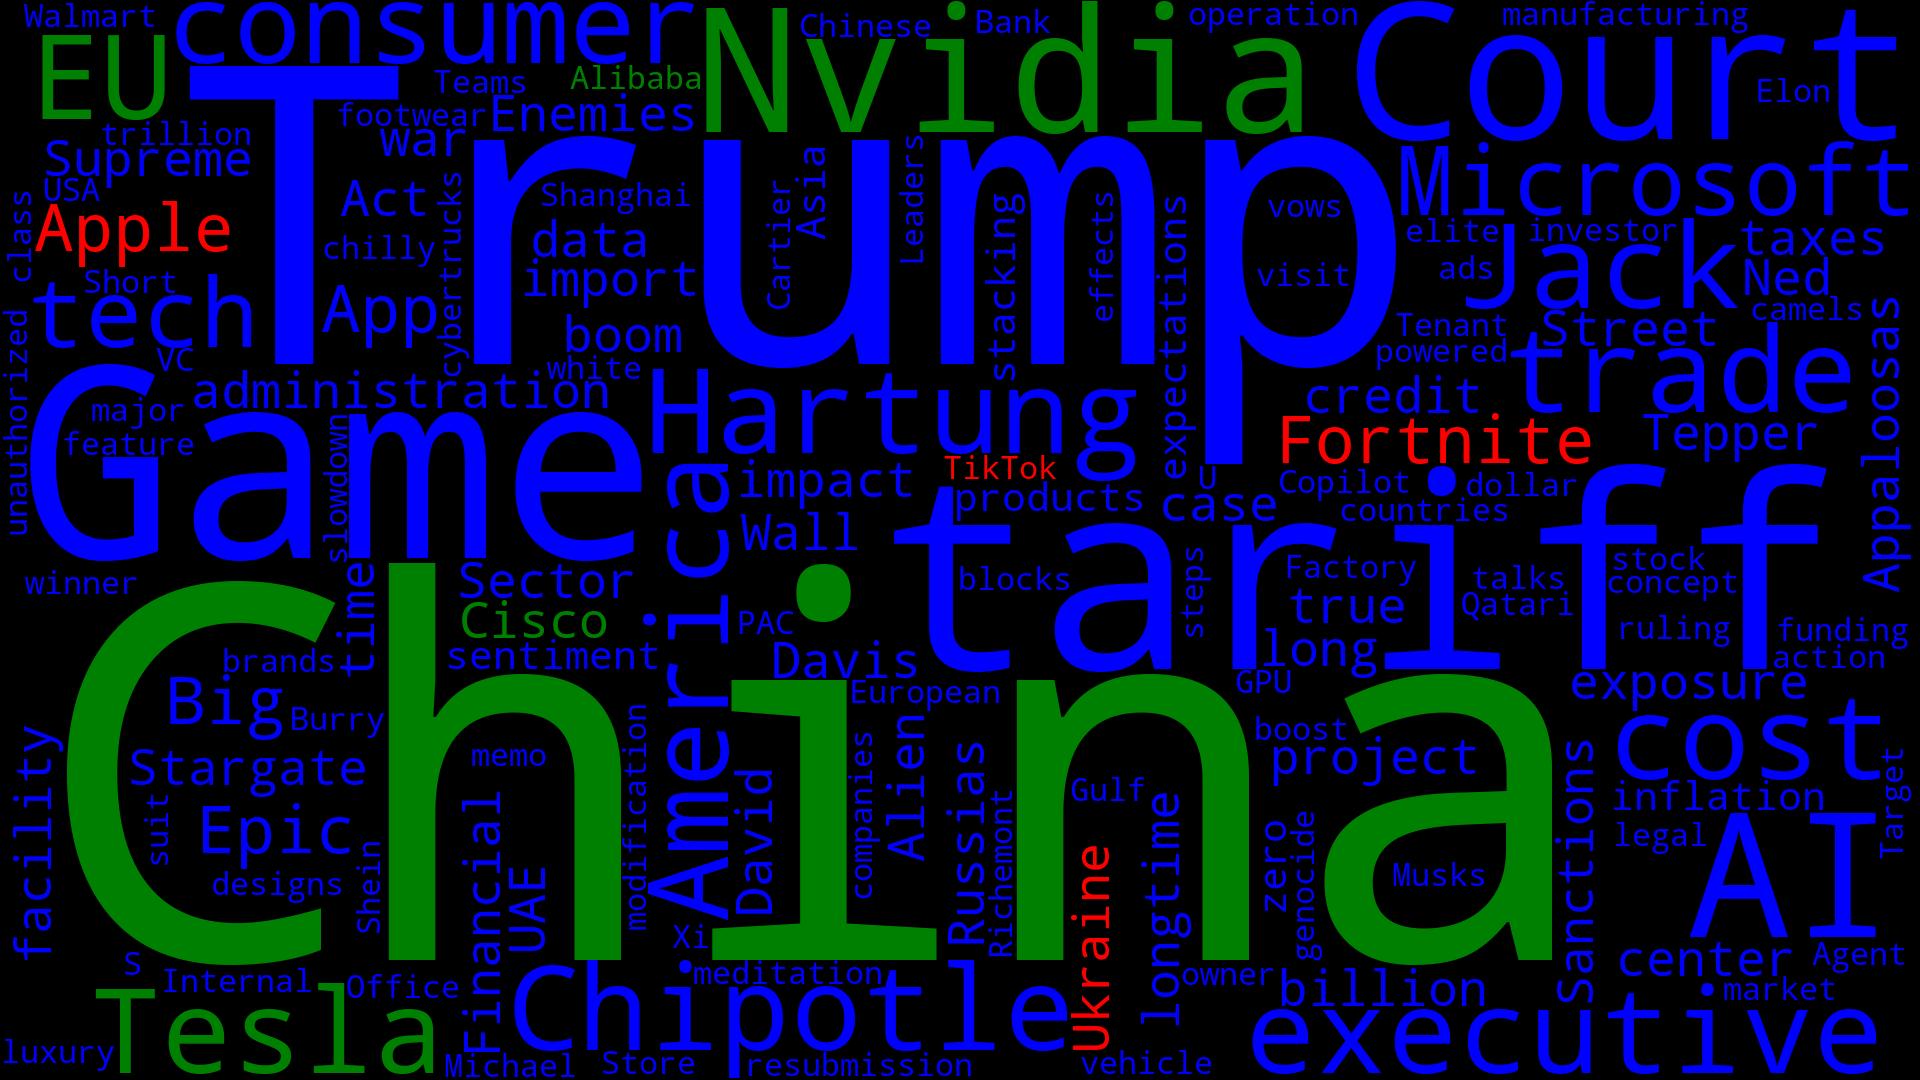 Walmart
consumer
Nvidia
Chinese
Bank
operation
Court
manufacturing
EU
Teams
Alibaba
Elon
trillion
footwear
Enemies
Trump
Supreme
war
Microsoft
USA
Act
Shanghai
Asia
Cartier
Leaders
stacking
effects
expectations
vows
elite
investor
taxes
class
Apple
chilly
cybertrucks
data
import
visit
ads
Jack
Ned
Short
tech
App
boom
camels
Tenant
Street
unauthorized
VC
white
powered
trade
Appaloosas
Game
administration
Hartung
credit
major
feature
slowdown
Fortnite
Tepper
TikTok
impact
products
U
case
Copilot
dollar
countries
America
Wall
tariff
winner
time
Sector
blocks
steps
Factory
talks
stock
concept
Cisco
PAC
true
Qatari
ruling
funding
brands
sentiment
Davis
long
action
China
European
GPU
exposure
Big
Burry
boost
cost
facility
Stargate
memo
modification
David
companies
Alien
Russias
project
Sanctions
Target
Gulf
inflation
suit
Epic
Financial
Richemont
longtime
zero
genocide
legal
AI
designs
Shein
UAE
Ukraine
Musks
Xi
S
Internal
Office
meditation
owner
billion
center
Agent
market
Tesla
Chipotle
executive
luxury
Michael
Store
resubmission
vehicle